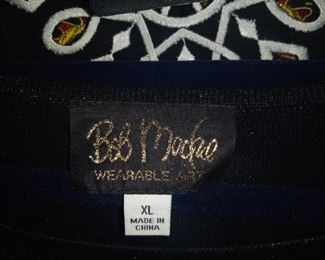 Bob Mackie
WEARABLE ART
XL
MADE IN
CHINA